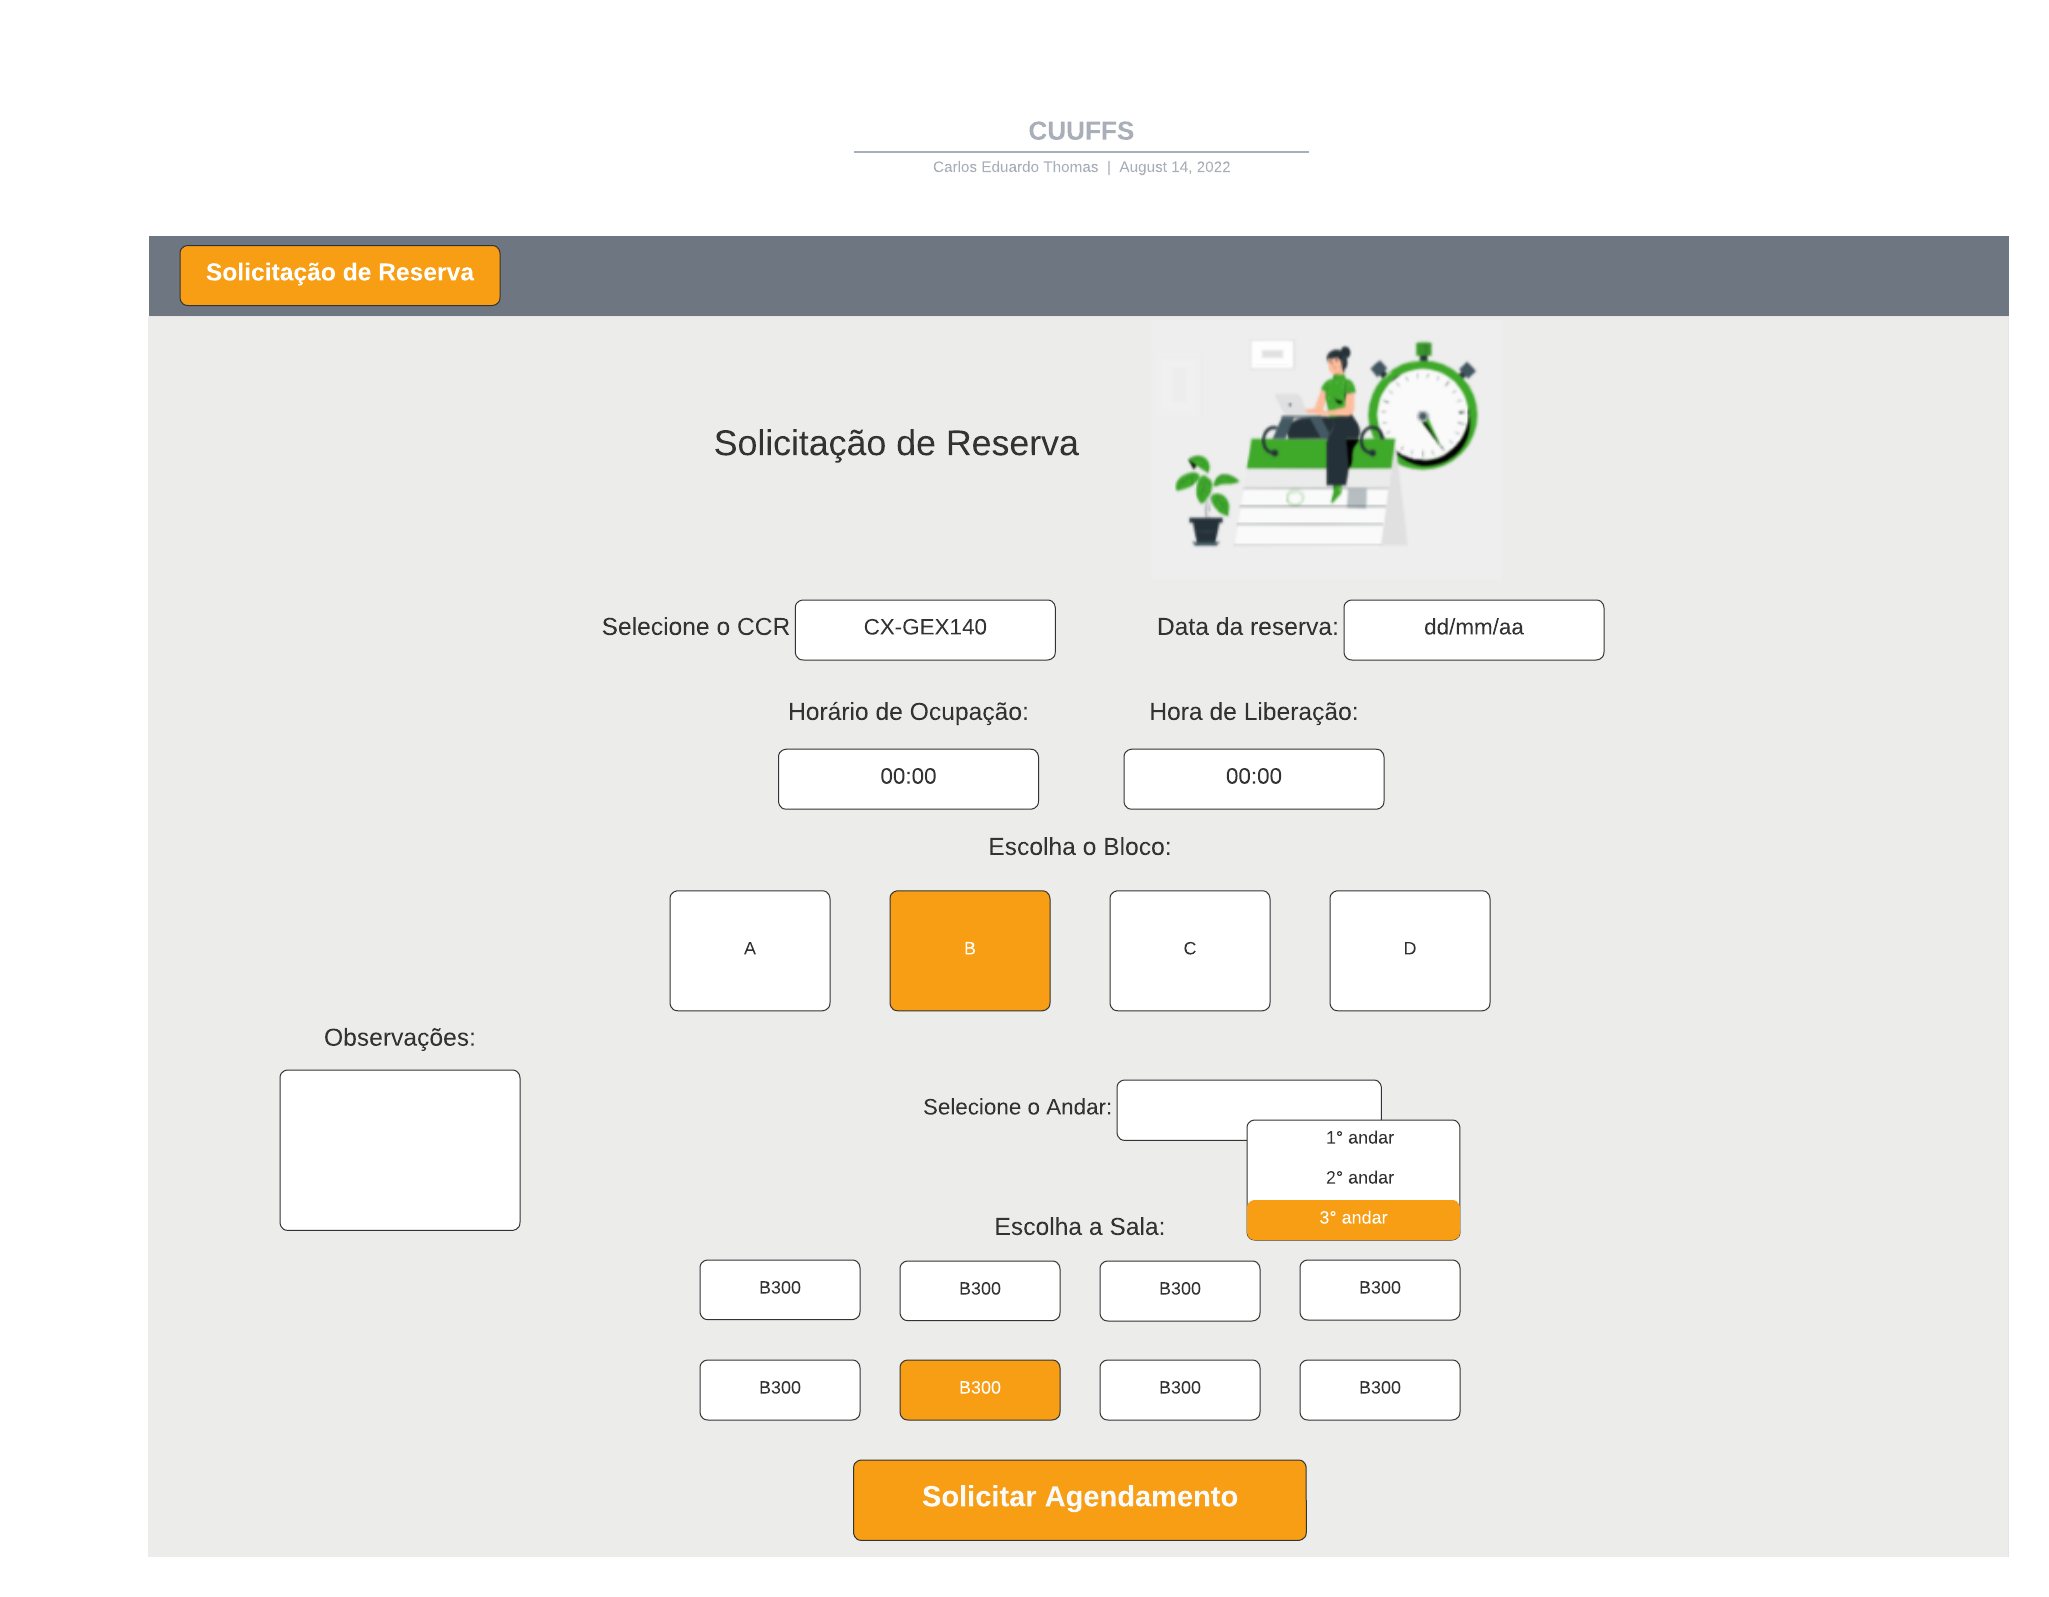 CUUFFS
Carlos Eduardo Thomas | August 14, 2022
Solicitação de Reserva
Solicitação de Reserva
Selecione o CCR CX-GEX140 Data da reserva: dd/mm/aa
Horário de Ocupação: Hora de Liberação:
00:00 00:00
Escolha o Bloco:
A B C D
Observações:
Selecione o Andar:
1° andar
2° andar
3° andar
Escolha a Sala:
B300 B300 B300 B300
B300 B300 B300 B300
Solicitar Agendamento